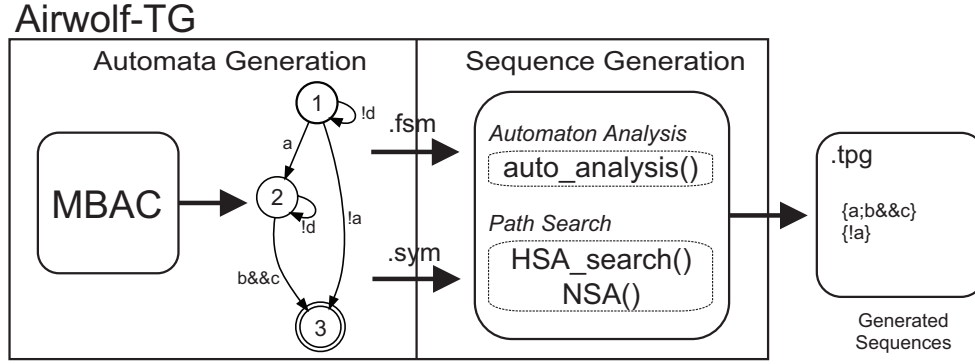 Airwolf-TG
Automata Generation
Sequence Generation
MBAC
1
!d
a
2
!d
!a
b&&c
3
.fsm
.sym
Automaton Analysis
auto_analysis()
Path Search
HSA_search()
NSA()
.tpg
{a;b&&c}
{!a}
Generated
Sequences